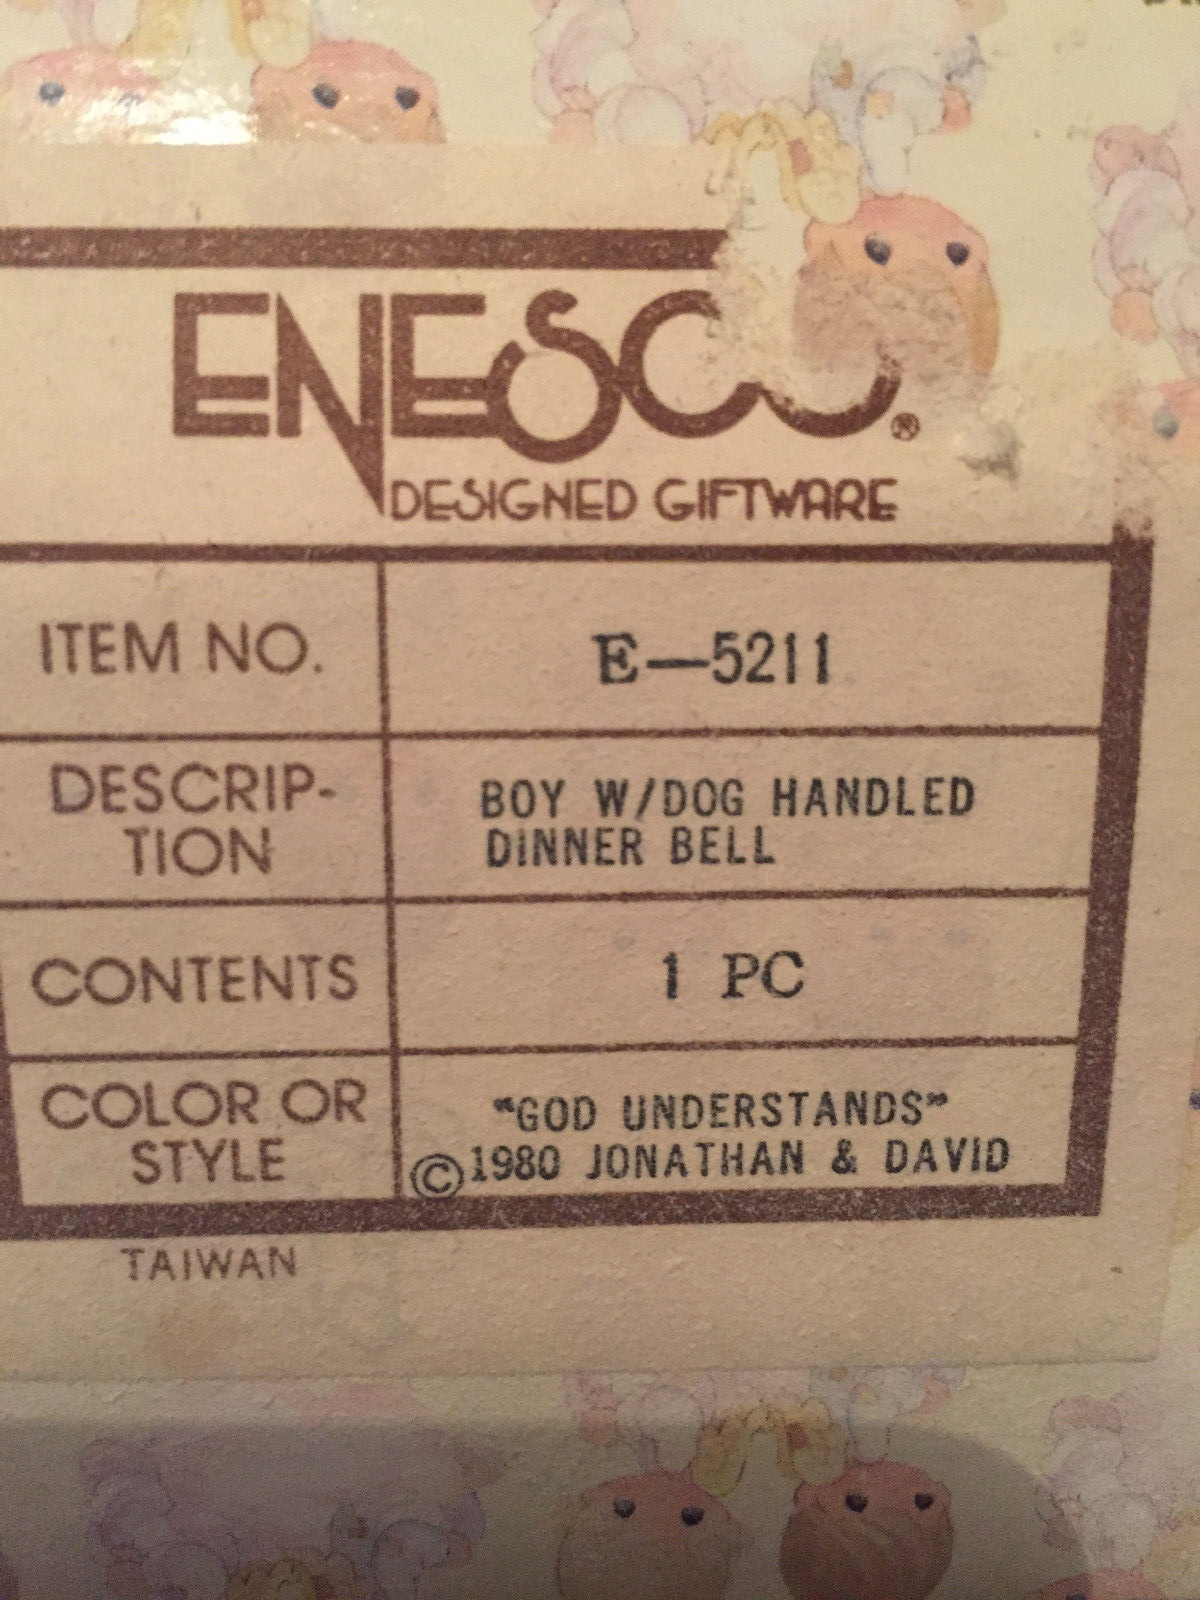 ENESCO®
DESIGNED GIFTWARE
ITEM NO. E—5211
DESCRIP-
TION
BOY W/DOG HANDLED
DINNER BELL
CONTENTS 1 PC
COLOR OR
STYLE
"GOD UNDERSTANDS"
©1980 JONATHAN & DAVID
TAIWAN